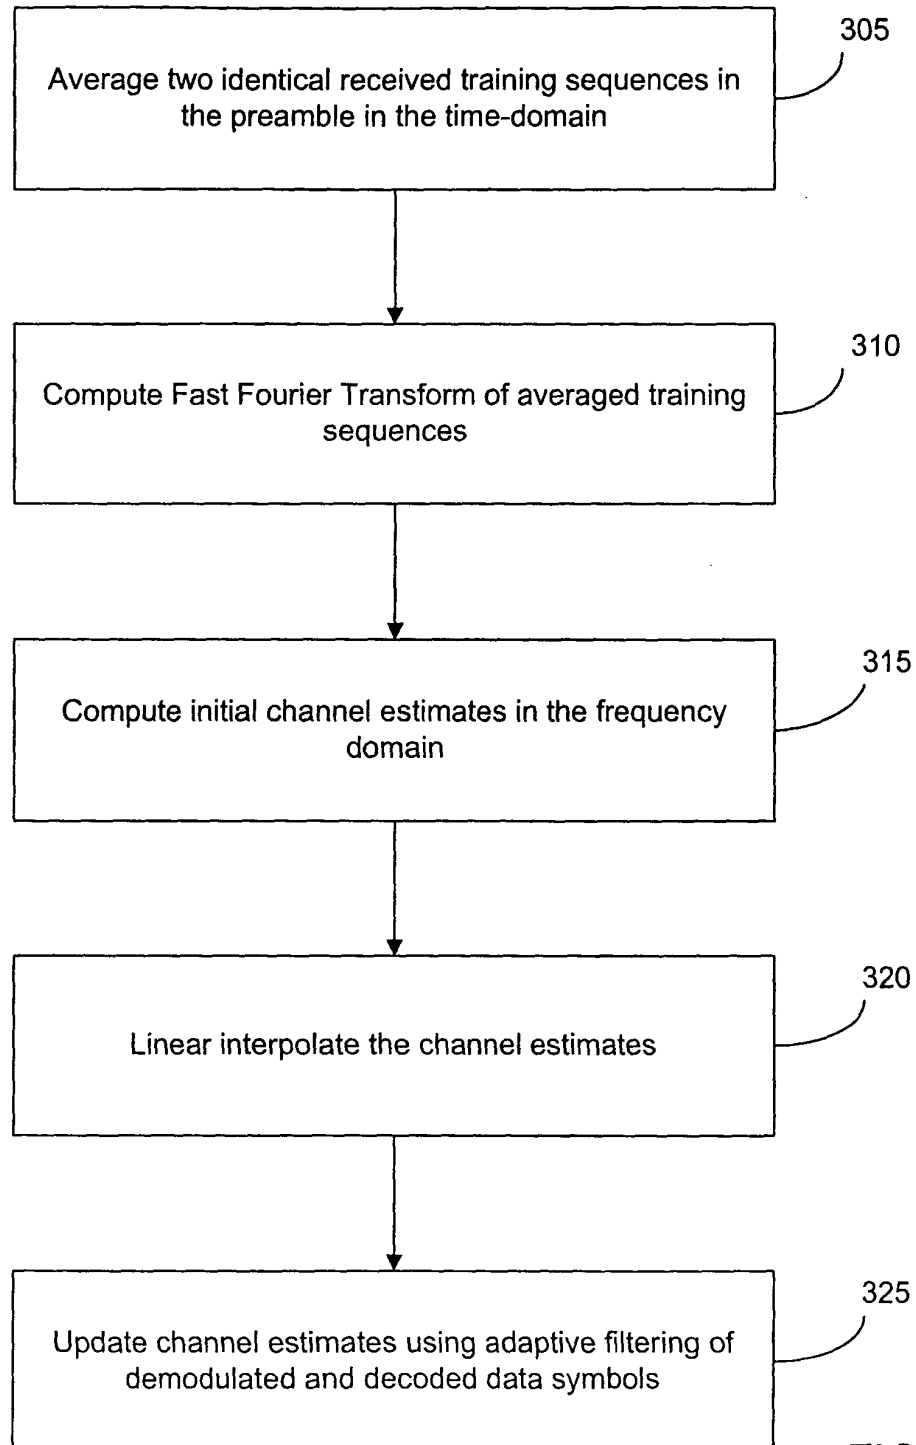 305
Average two identical received training sequences in
the preamble in the time-domain
310
Compute Fast Fourier Transform of averaged training
sequences
315
Compute initial channel estimates in the frequency
domain
320
Linear interpolate the channel estimates
325
Update channel estimates using adaptive filtering of
demodulated and decoded data symbols